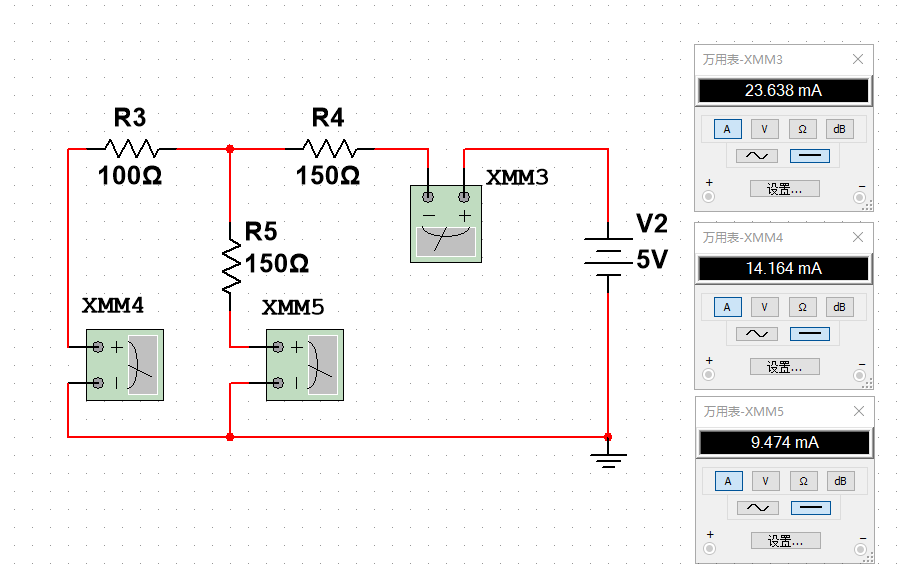 R3
100Ω
R4
150Ω
XMM3
− +
R5
150Ω
V2
5V
XMM4
+
−
XMM5
+
−
万用表-XMM3
23.638 mA
A V Ω dB
+ 设置... −
万用表-XMM4
14.164 mA
A V Ω dB
+ 设置... −
万用表-XMM5
9.474 mA
A V Ω dB
+ 设置... −